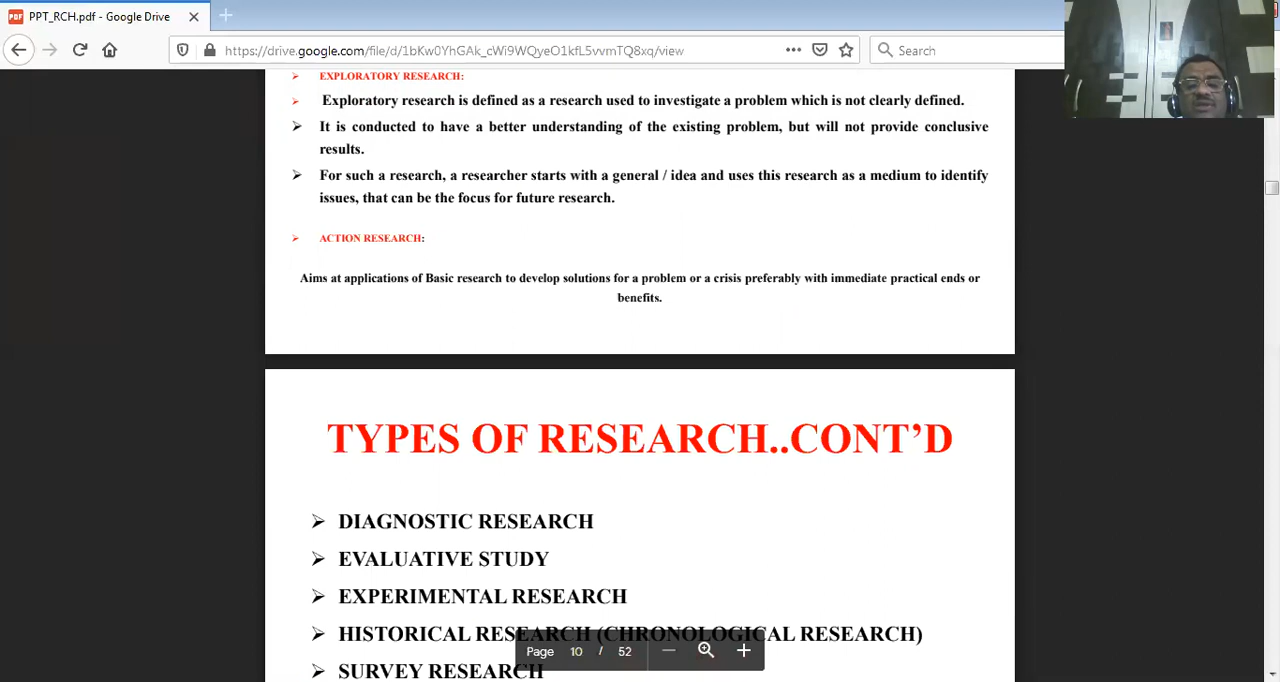 PPT_RCH.pdf - Google Drive
https://drive.google.com/file/d/1bKw0YhGAk_cWi9WQyeO1kfL5vvmTQ8xq/view
Search
EXPLORATORY RESEARCH:
Exploratory research is defined as a research used to investigate a problem which is not clearly defined.
It is conducted to have a better understanding of the existing problem, but will not provide conclusive
results.
For such a research, a researcher starts with a general / idea and uses this research as a medium to identify
issues, that can be the focus for future research.
ACTION RESEARCH:
Aims at applications of Basic research to develop solutions for a problem or a crisis preferably with immediate practical ends or
benefits.
TYPES OF RESEARCH..CONT’D
DIAGNOSTIC RESEARCH
EVALUATIVE STUDY
EXPERIMENTAL RESEARCH
HISTORICAL RESEARCH (CHRONOLOGICAL RESEARCH)
SURVEY RESEARCH
Page 10 / 52